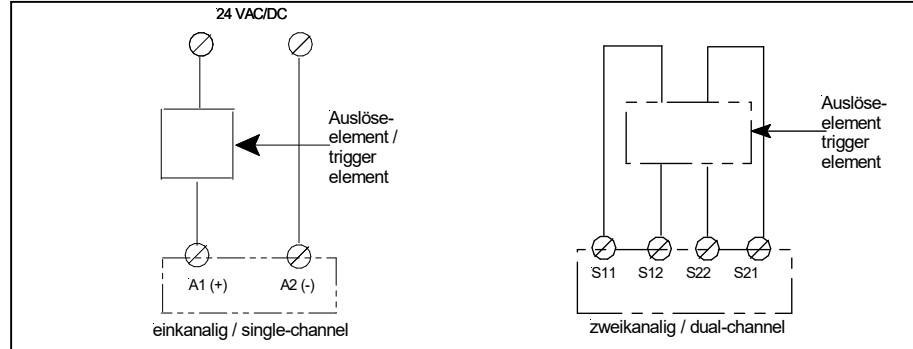 24 VAC/DC
Auslöse-
element /
trigger
element
A1 (+)
A2 (-)
einkanalig / single-channel
Auslöse-
element
trigger
element
S11
S12
S22
S21
zweikanalig / dual-channel